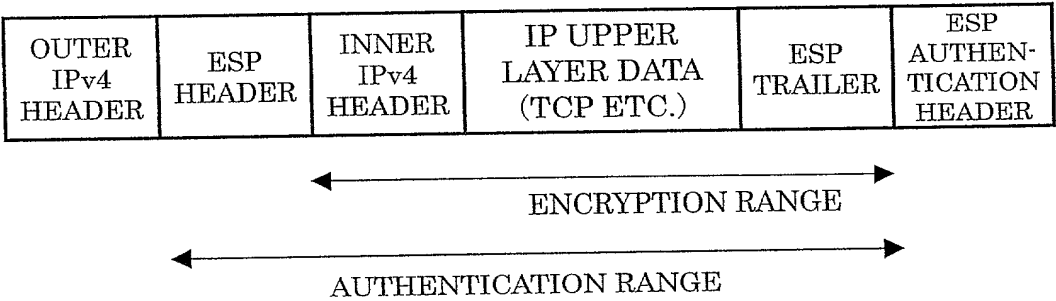 OUTER
IPv4
HEADER
ESP
HEADER
INNER
IPv4
HEADER
IP UPPER
LAYER DATA
(TCP ETC.)
ESP
TRAILER
ESP
AUTHEN-
TICATION
HEADER
ENCRYPTION RANGE
AUTHENTICATION RANGE